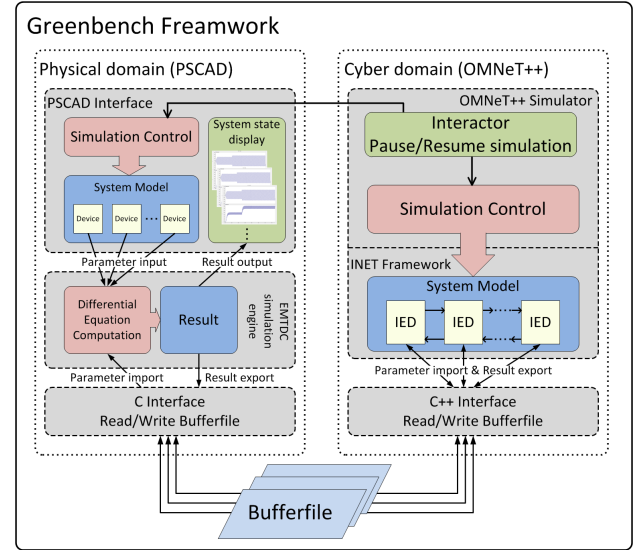 Greenbench Freamwork
Physical domain (PSCAD)
PSCAD Interface
Simulation Control
System Model
Device
Device
...
Device
System state
display
Parameter input
Result output
Differential
Equation
Computation
Result
EMTDC
simulation
engine
Parameter import
Result export
C Interface
Read/Write Bufferfile
Cyber domain (OMNeT++)
OMNeT++ Simulator
Interactor
Pause/Resume simulation
Simulation Control
INET Framework
System Model
IED
IED
IED
Parameter import & Result export
C++ Interface
Read/Write Bufferfile
Bufferfile